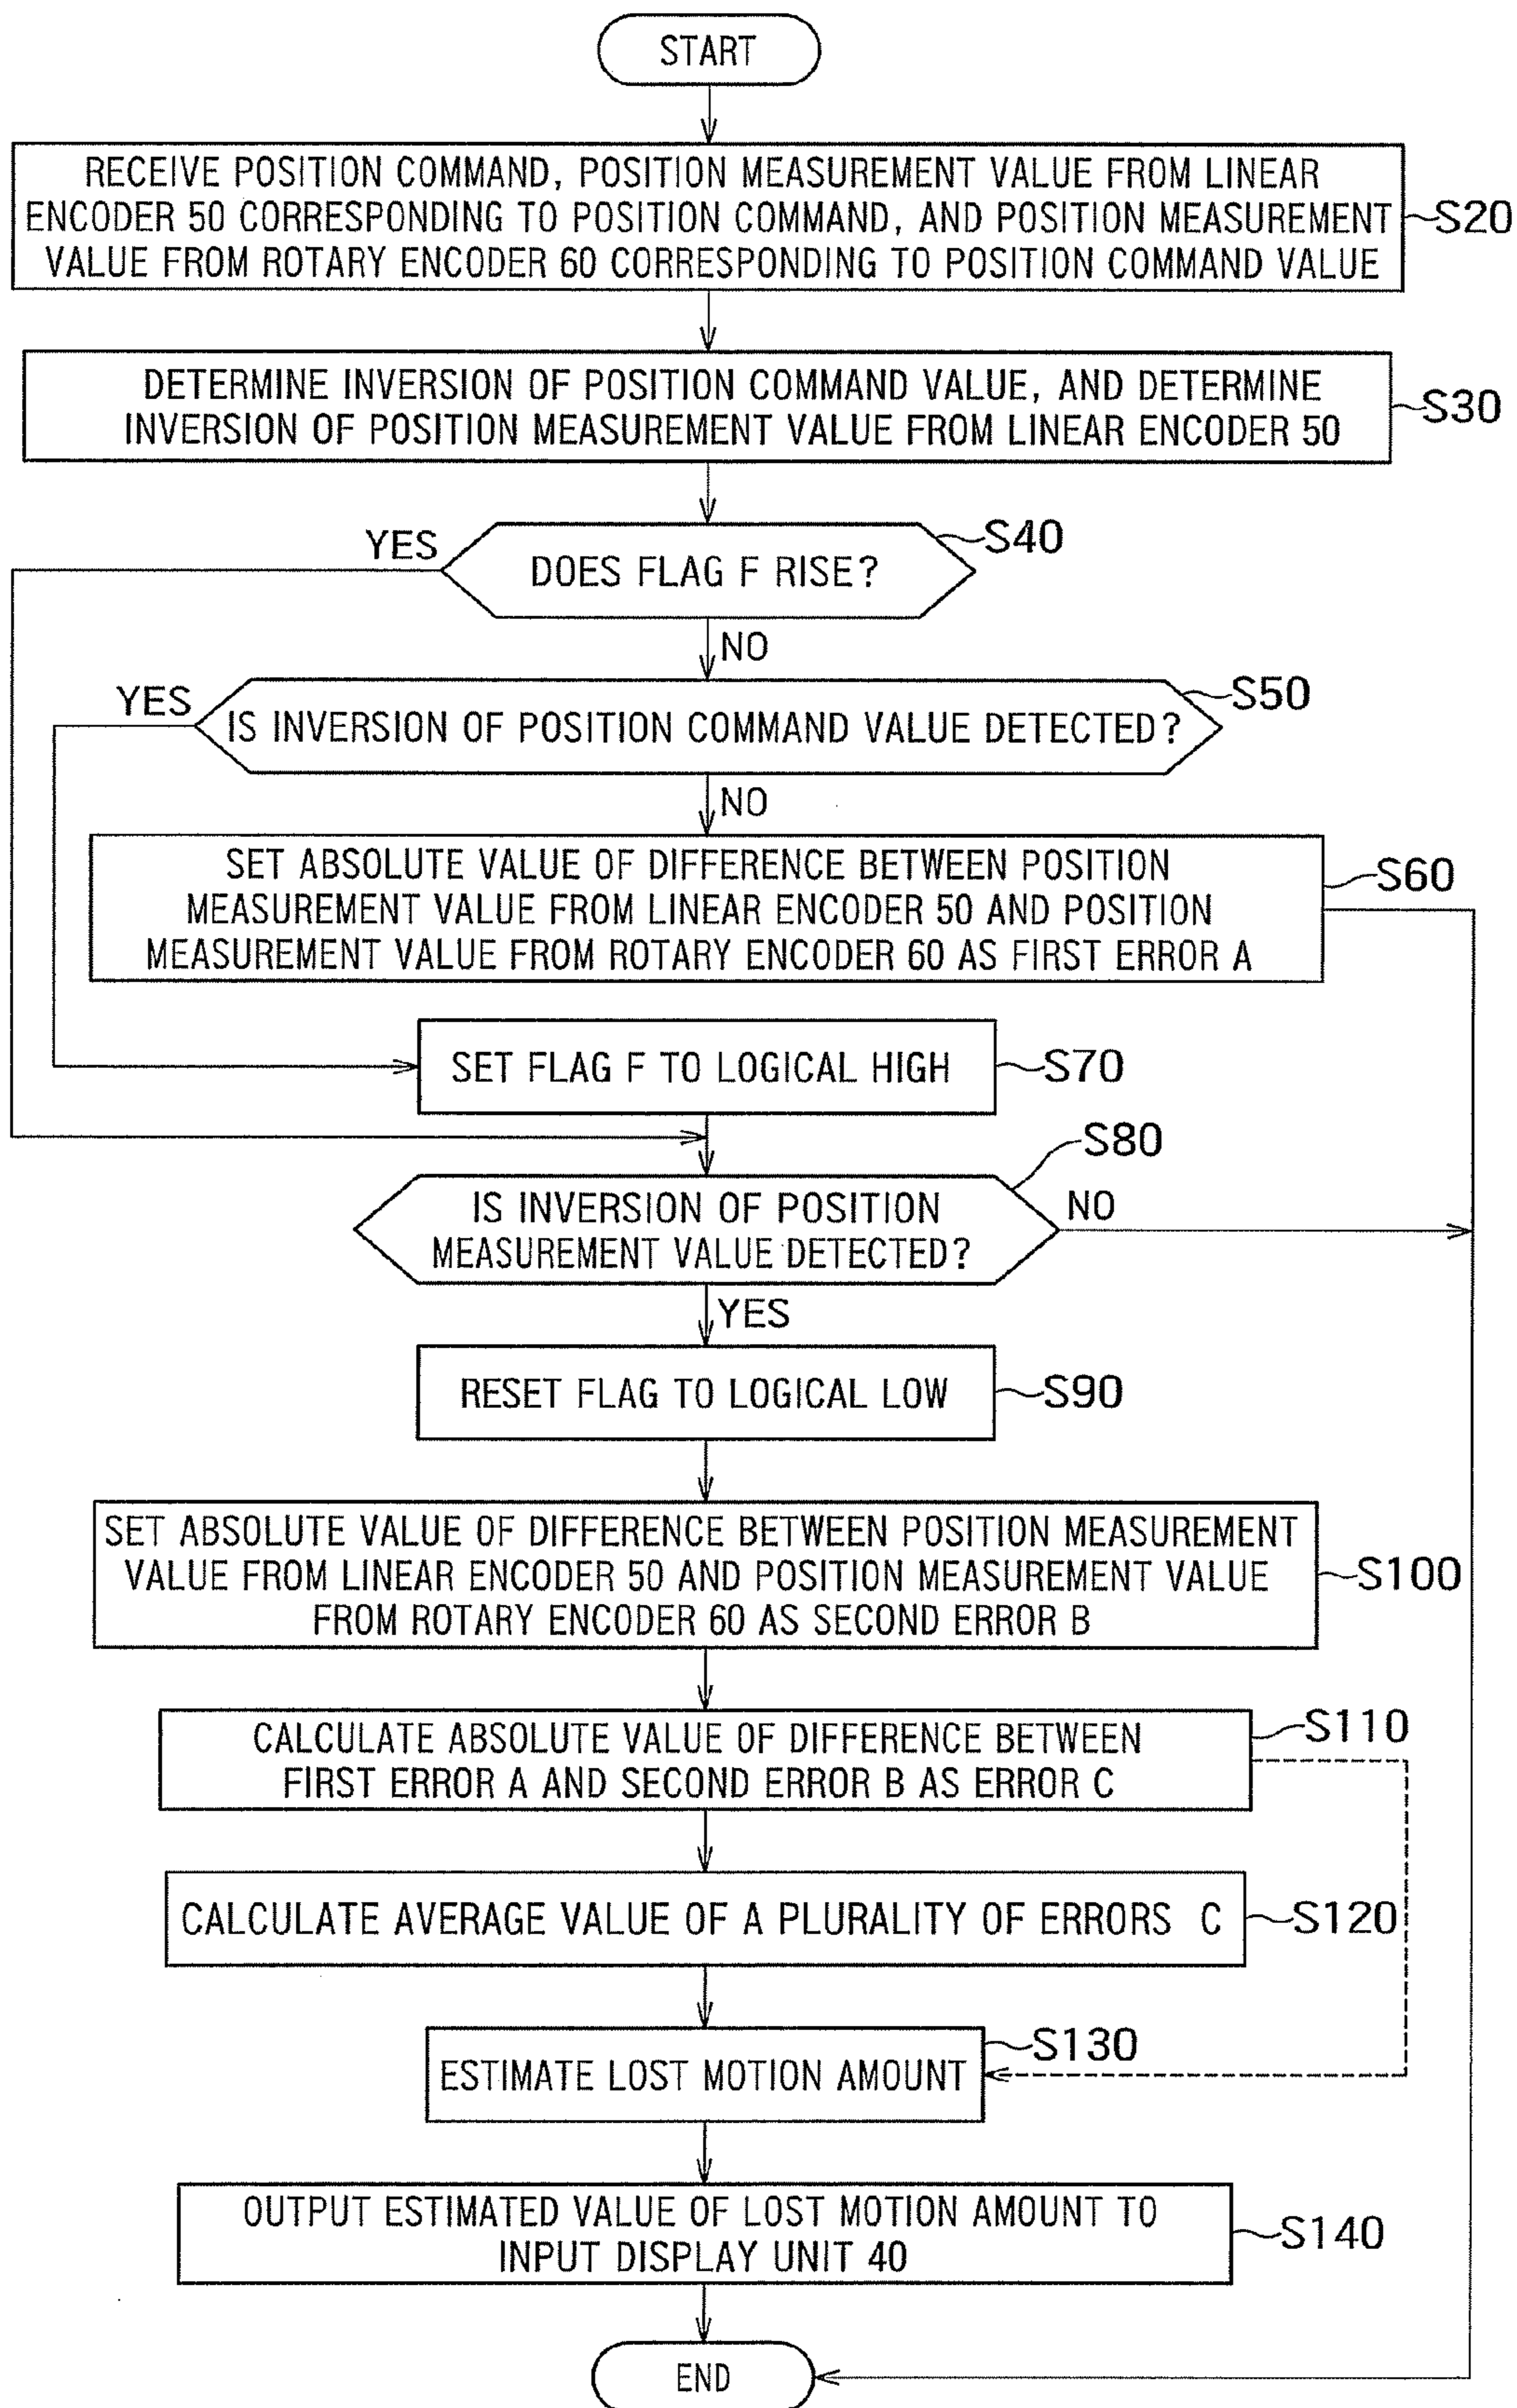 START
RECEIVE POSITION COMMAND, POSITION MEASUREMENT VALUE FROM LINEAR
ENCODER 50 CORRESPONDING TO POSITION COMMAND, AND POSITION MEASUREMENT
VALUE FROM ROTARY ENCODER 60 CORRESPONDING TO POSITION COMMAND VALUE
S20
DETERMINE INVERSION OF POSITION COMMAND VALUE, AND DETERMINE
INVERSION OF POSITION MEASUREMENT VALUE FROM LINEAR ENCODER 50
S30
YES
DOES FLAG F RISE?
S40
NO
YES
IS INVERSION OF POSITION COMMAND VALUE DETECTED?
S50
NO
SET ABSOLUTE VALUE OF DIFFERENCE BETWEEN POSITION
MEASUREMENT VALUE FROM LINEAR ENCODER 50 AND POSITION
MEASUREMENT VALUE FROM ROTARY ENCODER 60 AS FIRST ERROR A
S60
SET FLAG F TO LOGICAL HIGH
S70
S80
IS INVERSION OF POSITION
MEASUREMENT VALUE DETECTED?
NO
YES
RESET FLAG TO LOGICAL LOW
S90
SET ABSOLUTE VALUE OF DIFFERENCE BETWEEN POSITION MEASUREMENT
VALUE FROM LINEAR ENCODER 50 AND POSITION MEASUREMENT VALUE
FROM ROTARY ENCODER 60 AS SECOND ERROR B
S100
CALCULATE ABSOLUTE VALUE OF DIFFERENCE BETWEEN
FIRST ERROR A AND SECOND ERROR B AS ERROR C
S110
CALCULATE AVERAGE VALUE OF A PLURALITY OF ERRORS C
S120
ESTIMATE LOST MOTION AMOUNT
S130
OUTPUT ESTIMATED VALUE OF LOST MOTION AMOUNT TO
INPUT DISPLAY UNIT 40
S140
END